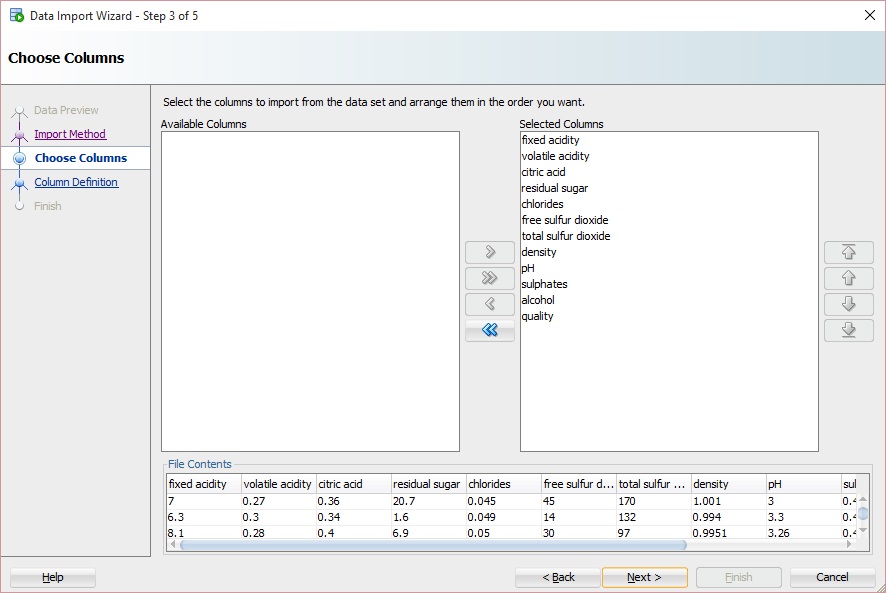 Data Import Wizard - Step 3 of 5
Choose Columns
Data Preview
Import Method
Choose Columns
Column Definition
Finish
Select the columns to import from the data set and arrange them in the order you want.
Available Columns
Selected Columns
fixed acidity
volatile acidity
citric acid
residual sugar
chlorides
free sulfur dioxide
total sulfur dioxide
density
pH
sulphates
alcohol
quality
File Contents
fixed acidity volatile acidity citric acid residual sugar chlorides free sulfur d... total sulfur ... density pH sul
7 0.27 0.36 20.7 0.045 45 170 1.001 3 0.4
6.3 0.3 0.34 1.6 0.049 14 132 0.994 3.3 0.4
8.1 0.28 0.4 6.9 0.05 30 97 0.9951 3.26 0.4
Help < Back Next > Finish Cancel